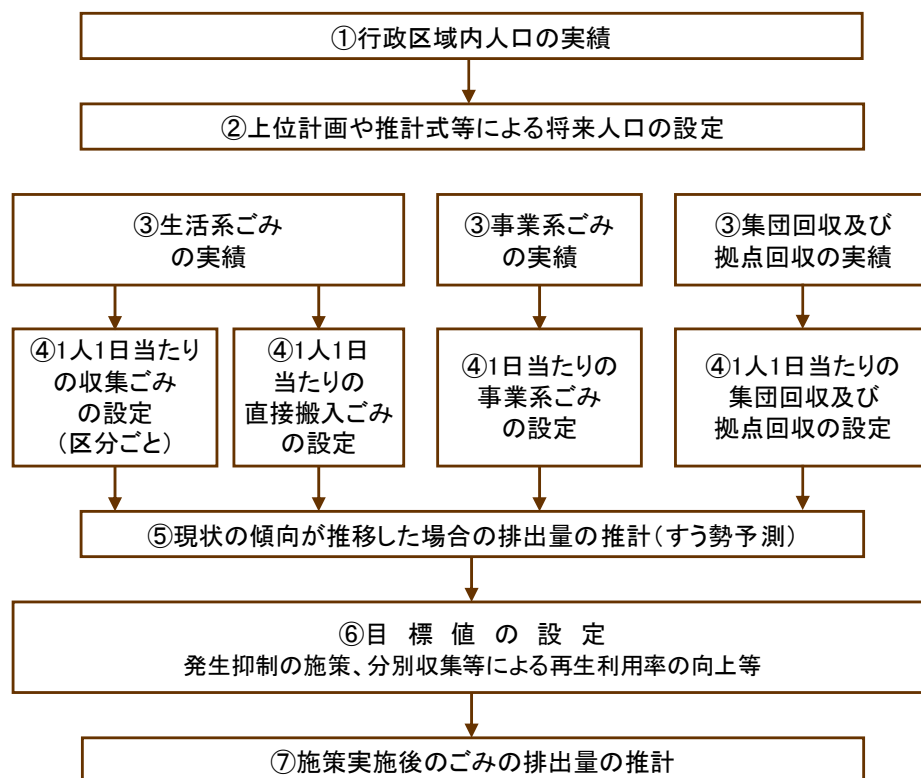 ①行政区域内人口の実績
②上位計画や推計式等による将来人口の設定
③生活系ごみ
の実績
③事業系ごみ
の実績
③集団回収及び
拠点回収の実績
④1人1日当たり
の収集ごみ
の設定
(区分ごと)
④1人1日
当たりの
直接搬入ごみ
の設定
④1日当たりの
事業系ごみ
の設定
④1人1日当たりの
集団回収及び
拠点回収の設定
⑤現状の傾向が推移した場合の排出量の推計(すう勢予測)
⑥目 標 値 の 設 定
発生抑制の施策、分別収集等による再生利用率の向上等
⑦施策実施後のごみの排出量の推計